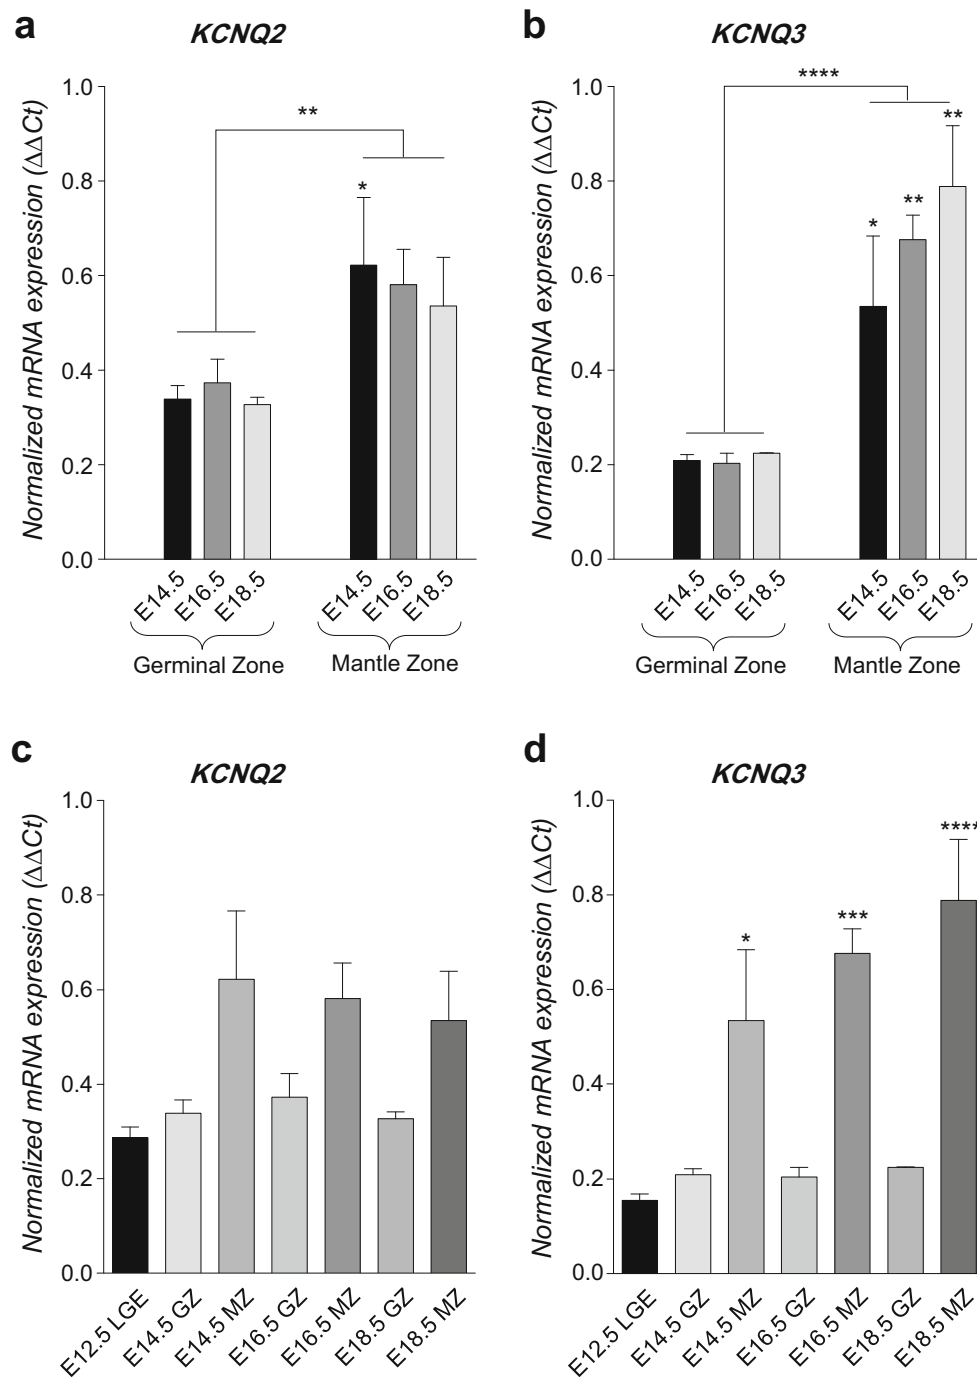 a
KCNQ2
Normalized mRNA expression (ΔΔCt)
1.0
0.8
0.6
0.4
0.2
0.0
**
*
E14.5
E16.5
E18.5
E14.5
E16.5
E18.5
Germinal Zone
Mantle Zone
b
KCNQ3
Normalized mRNA expression (ΔΔCt)
1.0
0.8
0.6
0.4
0.2
0.0
****
*
**
**
E14.5
E16.5
E18.5
E14.5
E16.5
E18.5
Germinal Zone
Mantle Zone
c
KCNQ2
Normalized mRNA expression (ΔΔCt)
1.0
0.8
0.6
0.4
0.2
0.0
E12.5 LGE
E14.5 GZ
E14.5 MZ
E16.5 GZ
E16.5 MZ
E18.5 GZ
E18.5 MZ
d
KCNQ3
Normalized mRNA expression (ΔΔCt)
1.0
0.8
0.6
0.4
0.2
0.0
*
***
****
E12.5 LGE
E14.5 GZ
E14.5 MZ
E16.5 GZ
E16.5 MZ
E18.5 GZ
E18.5 MZ